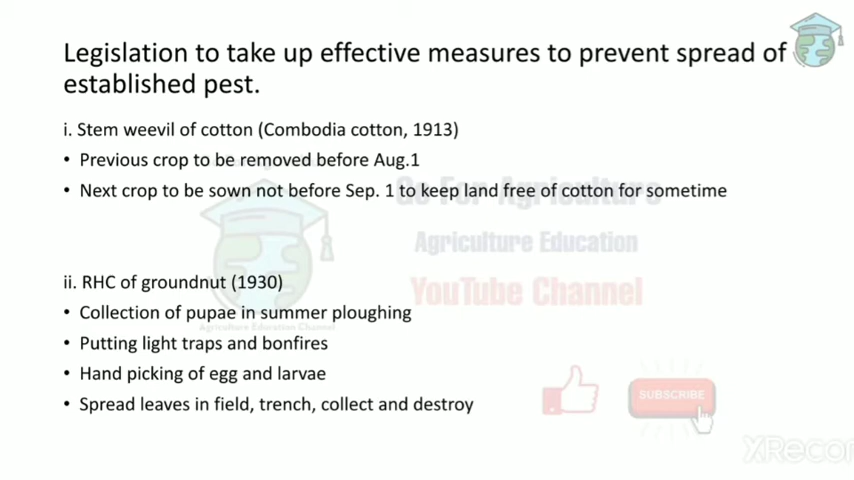 Legislation to take up effective measures to prevent spread of
established pest.
i. Stem weevil of cotton (Combodia cotton, 1913)
• Previous crop to be removed before Aug.1
• Next crop to be sown not before Sep. 1 to keep land free of cotton for sometime
Go For Agriculture
Agriculture Education
YouTube Channel
ii. RHC of groundnut (1930)
• Collection of pupae in summer ploughing
Agriculture Education Channel
• Putting light traps and bonfires
• Hand picking of egg and larvae
• Spread leaves in field, trench, collect and destroy
SUBSCRIBE
XRecor